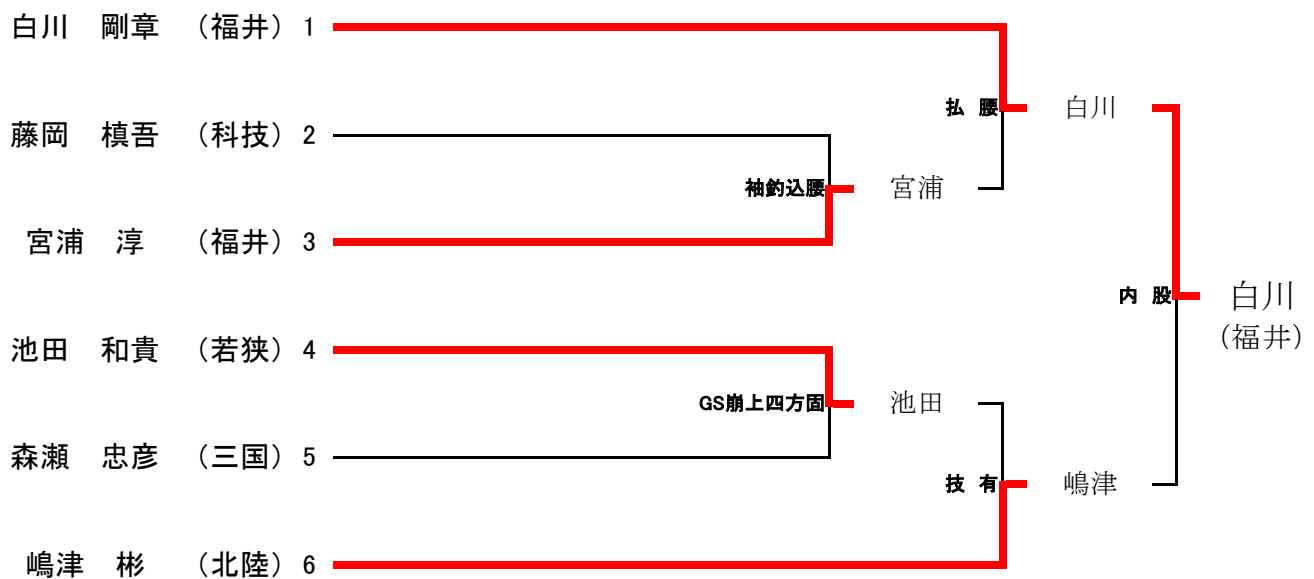 白川　剛章　（福井）　1
払 腰
白川
藤岡　槙吾　（科技）　2
袖釣込腰
宮浦
宮浦　淳　（福井）　3
内 股
白川
（福井）
池田　和貴　（若狭）　4
GS崩上四方固
池田
森瀬　忠彦　（三国）　5
技 有
嶋津
嶋津　彬　（北陸）　6